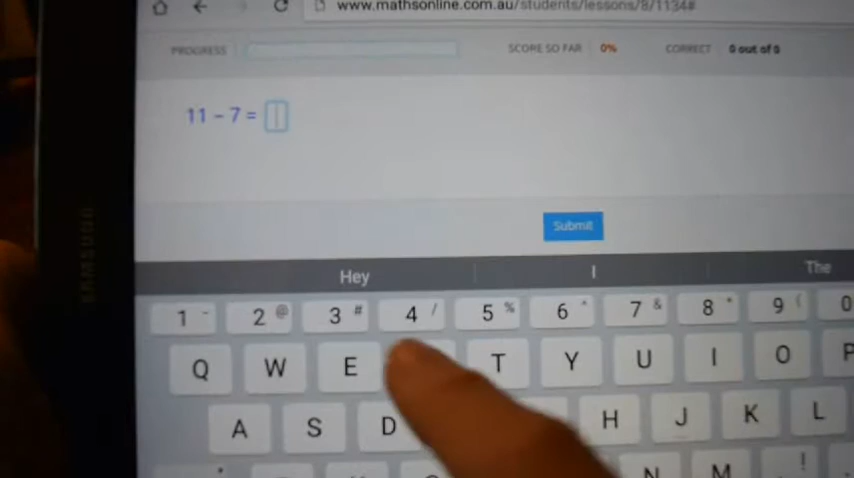 www.mathsonline.com.au/students/lessons/8/1134#
PROGRESS SCORE SO FAR 0% CORRECT 0 out of 0
11 - 7 =
Submit
Hey I The
1 - 2 @ 3 # 4 / 5 % 6 ^ 7 & 8 * 9 ( 0
Q W E T Y U I O P
A S D H J K L
N M !
SAMSUNG